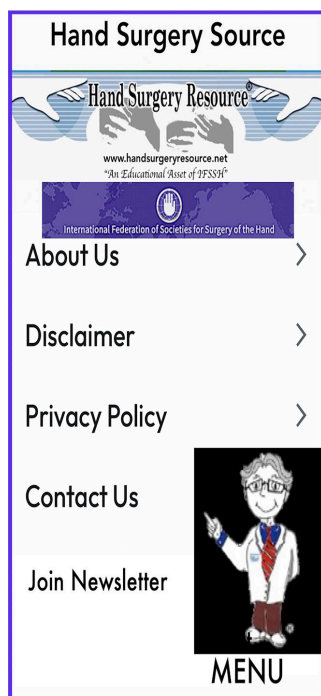 Hand Surgery Source
Hand Surgery Resource®
www.handsurgeryresource.net
"An Educational Asset of IFSSH"
International Federation of Societies for Surgery of the Hand
About Us
Disclaimer
Privacy Policy
Contact Us
Join Newsletter
®
MENU